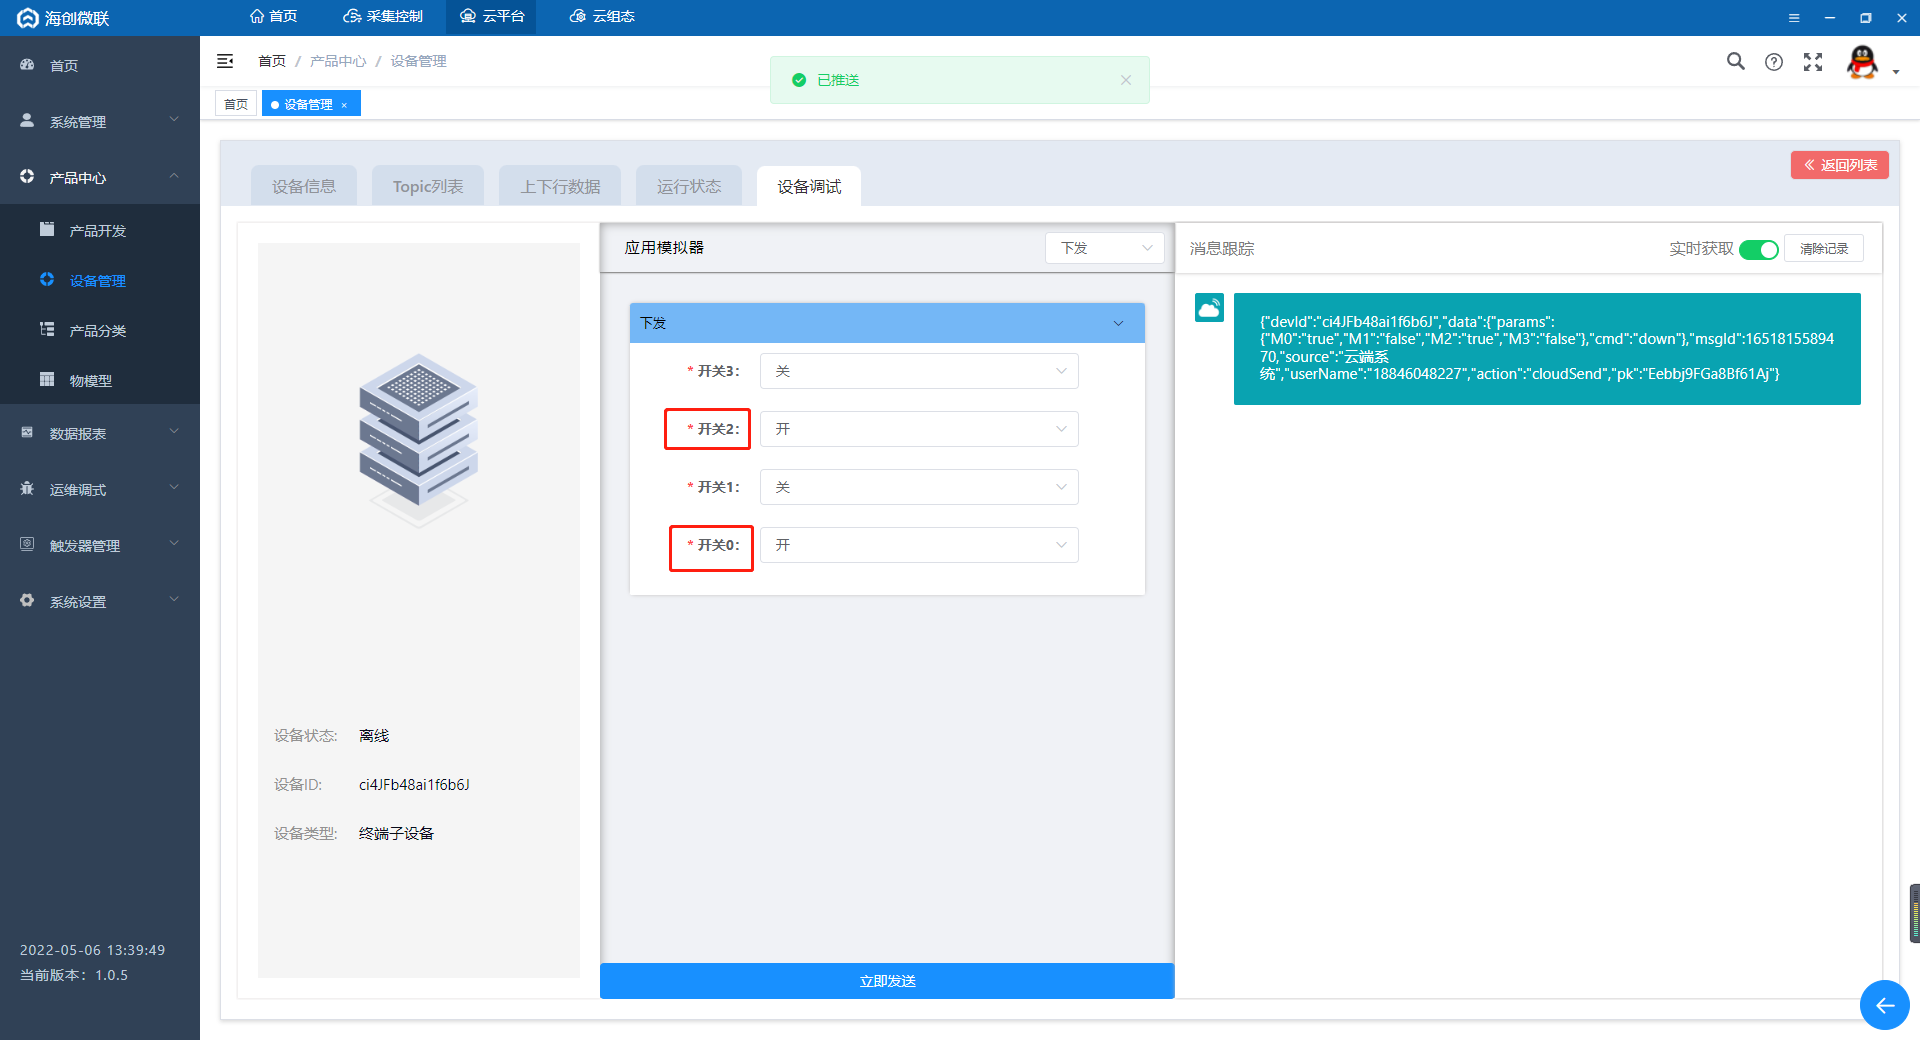 海创微联
首页
采集控制
云平台
云组态
首页
系统管理
产品中心
产品开发
设备管理
产品分类
物模型
数据报表
运维调式
触发器管理
系统设置
2022-05-06 13:39:49
当前版本：1.0.5
首页 / 产品中心 / 设备管理
已推送
首页
设备管理 ×
设备信息
Topic列表
上下行数据
运行状态
设备调试
« 返回列表
设备状态: 离线
设备ID: ci4JFb48ai1f6b6J
设备类型: 终端子设备
应用模拟器
下发
下发
* 开关3: 关
* 开关2: 开
* 开关1: 关
* 开关0: 开
立即发送
消息跟踪
实时获取
清除记录
{"devId":"ci4JFb48ai1f6b6J","data":{"params":
{"M0":"true","M1":"false","M2":"true","M3":"false"},"cmd":"down"},"msgId":16518155894
70,"source":"云端系
统","userName":"18846048227","action":"cloudSend","pk":"Eebbj9FGa8Bf61Aj"}